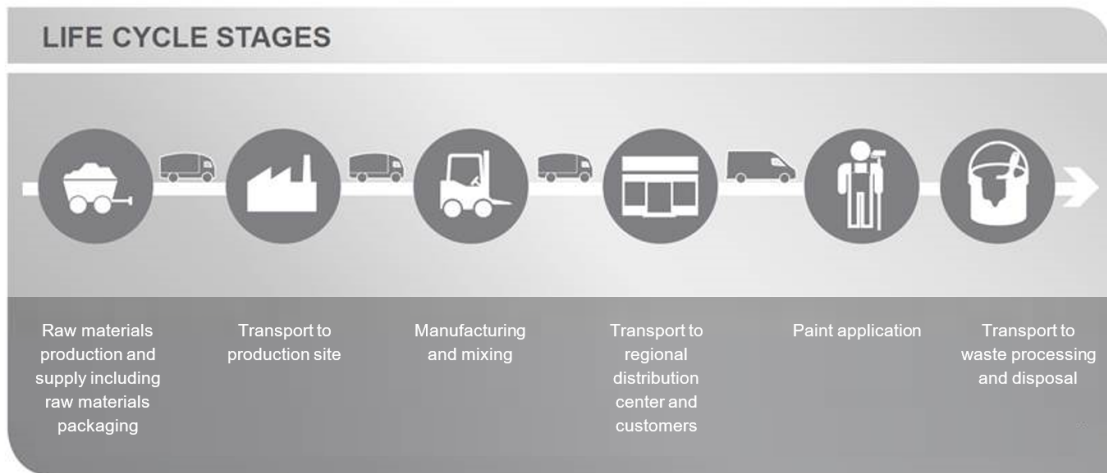 LIFE CYCLE STAGES
Raw materials
production and
supply including
raw materials
packaging
Transport to
production site
Manufacturing
and mixing
Transport to
regional
distribution
center and
customers
Paint application
Transport to
waste processing
and disposal